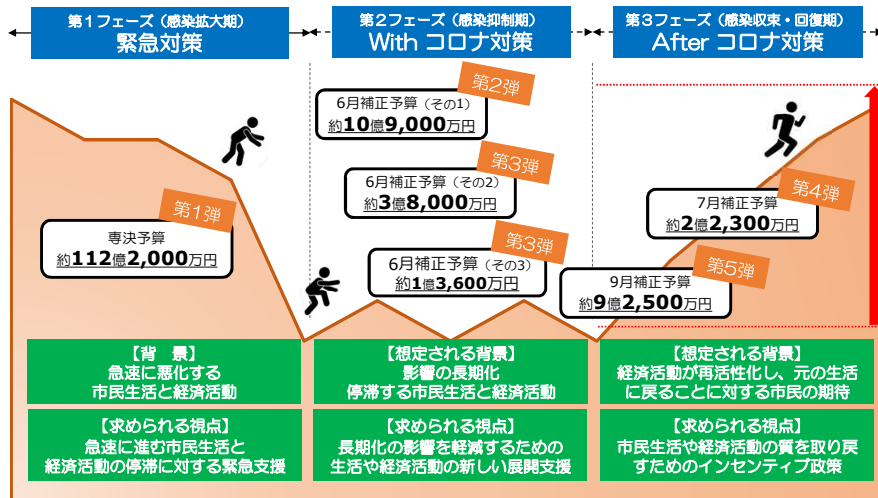 第1フェーズ（感染拡大期）
緊急対策
第２フェーズ（感染抑制期）
With コロナ対策
第３フェーズ（感染収束・回復期）
After コロナ対策
第1弾
専決予算
約112億2,000万円
第2弾
6月補正予算（その1）
約10億9,000万円
第3弾
6月補正予算（その2）
約3億8,000万円
第3弾
6月補正予算（その3）
約1億3,600万円
第4弾
7月補正予算
約2億2,300万円
第5弾
9月補正予算
約9億2,500万円
【背　景】
急速に悪化する
市民生活と経済活動
【求められる視点】
急速に進む市民生活と
経済活動の停滞に対する緊急支援
【想定される背景】
影響の長期化
停滞する市民生活と経済活動
【求められる視点】
長期化の影響を軽減するための
生活や経済活動の新しい展開支援
【想定される背景】
経済活動が再活性化し、元の生活
に戻ることに対する市民の期待
【求められる視点】
市民生活や経済活動の質を取り戻
すためのインセンティブ政策